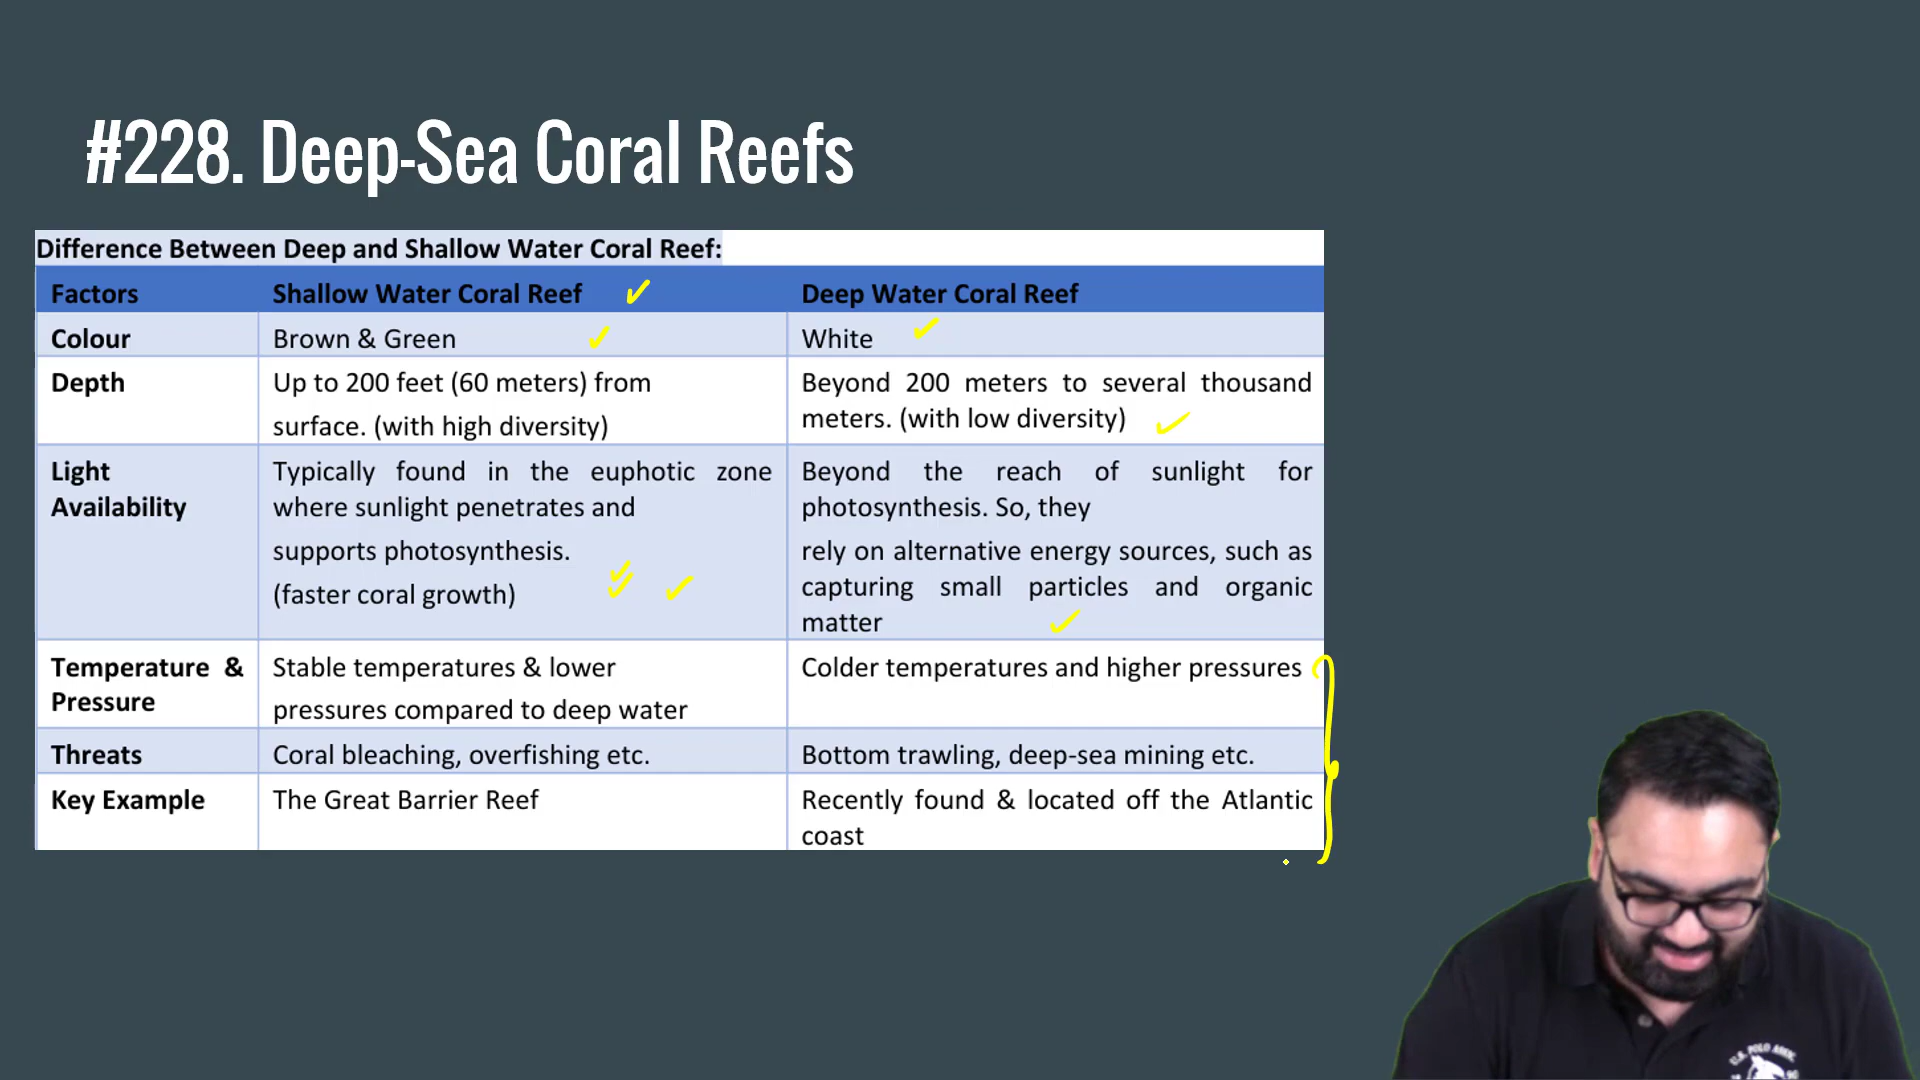 #228. Deep-Sea Coral Reefs
Difference Between Deep and Shallow Water Coral Reef:
Factors Shallow Water Coral Reef Deep Water Coral Reef
Colour Brown & Green White
Depth Up to 200 feet (60 meters) from
surface. (with high diversity)
Beyond 200 meters to several thousand
meters. (with low diversity)
Light
Availability
Typically found in the euphotic zone
where sunlight penetrates and
supports photosynthesis.
(faster coral growth)
Beyond the reach of sunlight for
photosynthesis. So, they
rely on alternative energy sources, such as
capturing small particles and organic
matter
Temperature &
Pressure
Stable temperatures & lower
pressures compared to deep water
Colder temperatures and higher pressures
Threats Coral bleaching, overfishing etc. Bottom trawling, deep-sea mining etc.
Key Example The Great Barrier Reef Recently found & located off the Atlantic
coast
U.S. POLO ASSN.